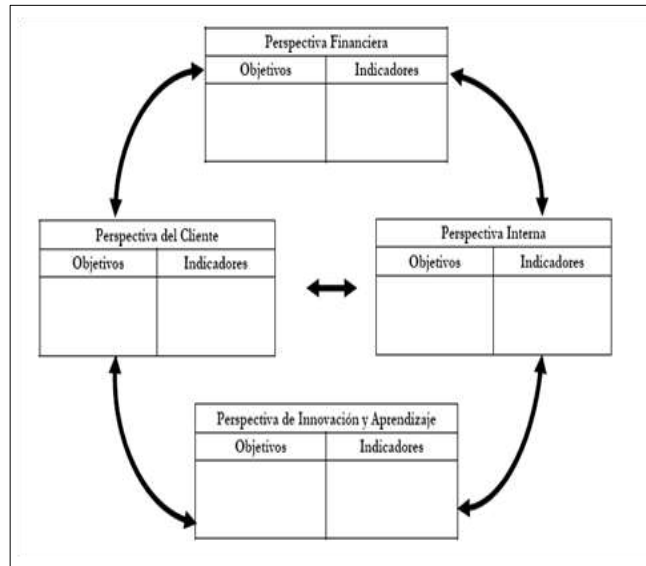 Perspectiva Financiera
Objetivos Indicadores
Perspectiva del Cliente
Objetivos Indicadores
Perspectiva Interna
Objetivos Indicadores
Perspectiva de Innovación y Aprendizaje
Objetivos Indicadores